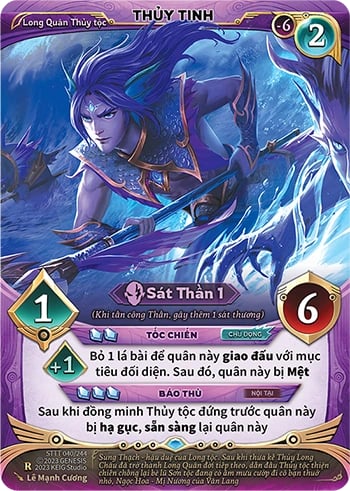 THỦY TINH
Long Quân Thủy tộc
-6
2
Sát Thần 1
(Khi tấn công Thần, gây thêm 1 sát thương)
1
6
TỐC CHIẾN
CHỦ ĐỘNG
+1
Bỏ 1 lá bài để quân này giao đấu với mục
tiêu đối diện. Sau đó, quân này bị Mệt
BÁO THÙ
NỘI TẠI
Sau khi đồng minh Thủy tộc đứng trước quân này
bị hạ gục, sẵn sàng lại quân này
STTT 040/244
©2023 GENESIS
R ©2023 KEIG Studio
Lê Mạnh Cương
Sung Thạch - hậu duệ của Long Tộc. Sau khi thừa kế Thủy Long
Châu đã trở thành Long Quân đời tiếp theo, dẫn đầu Thủy tộc thiện
chiến chống lại bè lũ Sơn tộc đang có âm mưu cướp đi cô bạn thuở
nhỏ, Ngọc Hoa - Mị Nương của Văn Lang